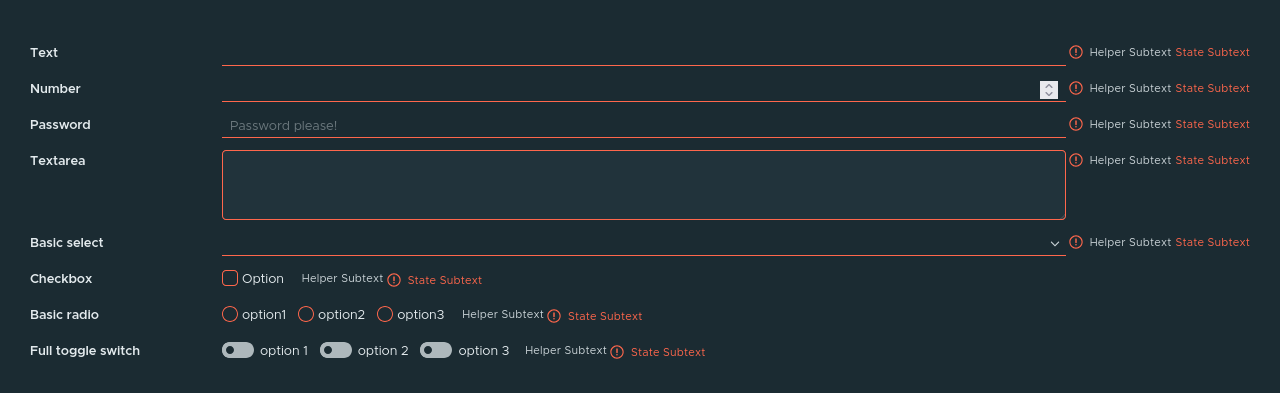 Text Helper Subtext State Subtext
Number Helper Subtext State Subtext
Password Password please! Helper Subtext State Subtext
Textarea Helper Subtext State Subtext
Basic select Helper Subtext State Subtext
Checkbox Option Helper Subtext State Subtext
Basic radio option1 option2 option3 Helper Subtext State Subtext
Full toggle switch option 1 option 2 option 3 Helper Subtext State Subtext